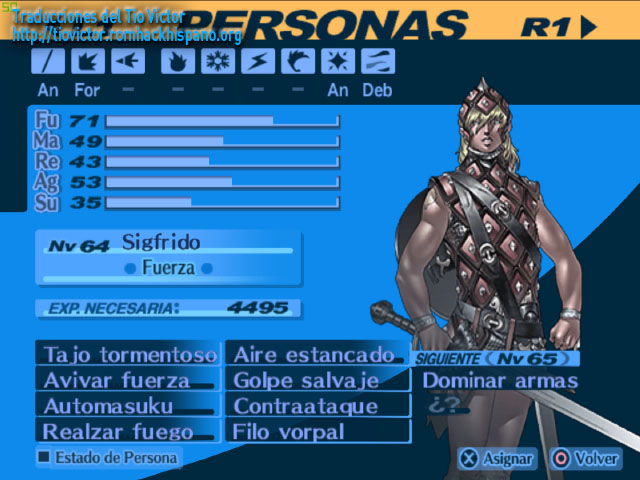 Traducciones del Tio Victor
PERSONAS
R1
http://tiovictor.romhackhispano.org
An For - - - - - An Deb
Fu 71
Ma 49
Re 43
Ag 53
Su 35
Nv 64 Sigfrido
Fuerza
EXP. NECESARIA: 4495
SIGUIENTE (Nv 65)
Tajo tormentoso Aire estancado
Avivar fuerza Golpe salvaje Dominar armas
Automasuku Contraataque ¿?
Realzar fuego Filo vorpal
Estado de Persona
X Asignar O Volver